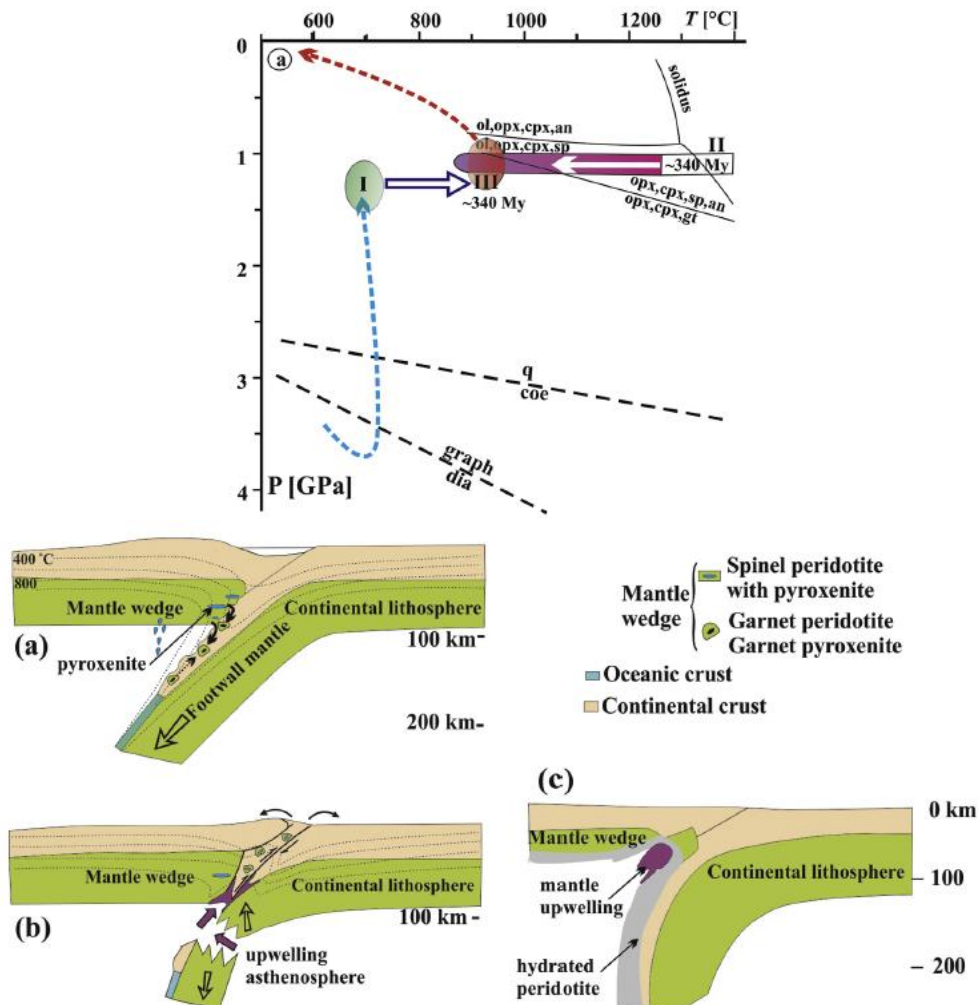 600 800 1000 1200 T [°C]
0
a
solidus
ol,opx,cpx,an
II
ol,opx,cpx,sp
1
~340 My
I
III
opx,cpx,sp,an
~340 My
opx,cpx,gt
2
q
coe
3
graph
dia
4
P [GPa]
400 °C
800
Mantle wedge
Continental lithosphere
100 km-
(a)
pyroxenite
Footwall mantle
200 km-
Mantle
wedge
Spinel peridotite
with pyroxenite
Garnet peridotite
Garnet pyroxenite
Oceanic crust
Continental crust
Mantle wedge
Continental lithosphere
100 km-
(b)
upwelling
asthenosphere
(c)
0 km
Mantle wedge
Continental lithosphere
mantle
upwelling
- 100
hydrated
peridotite
- 200